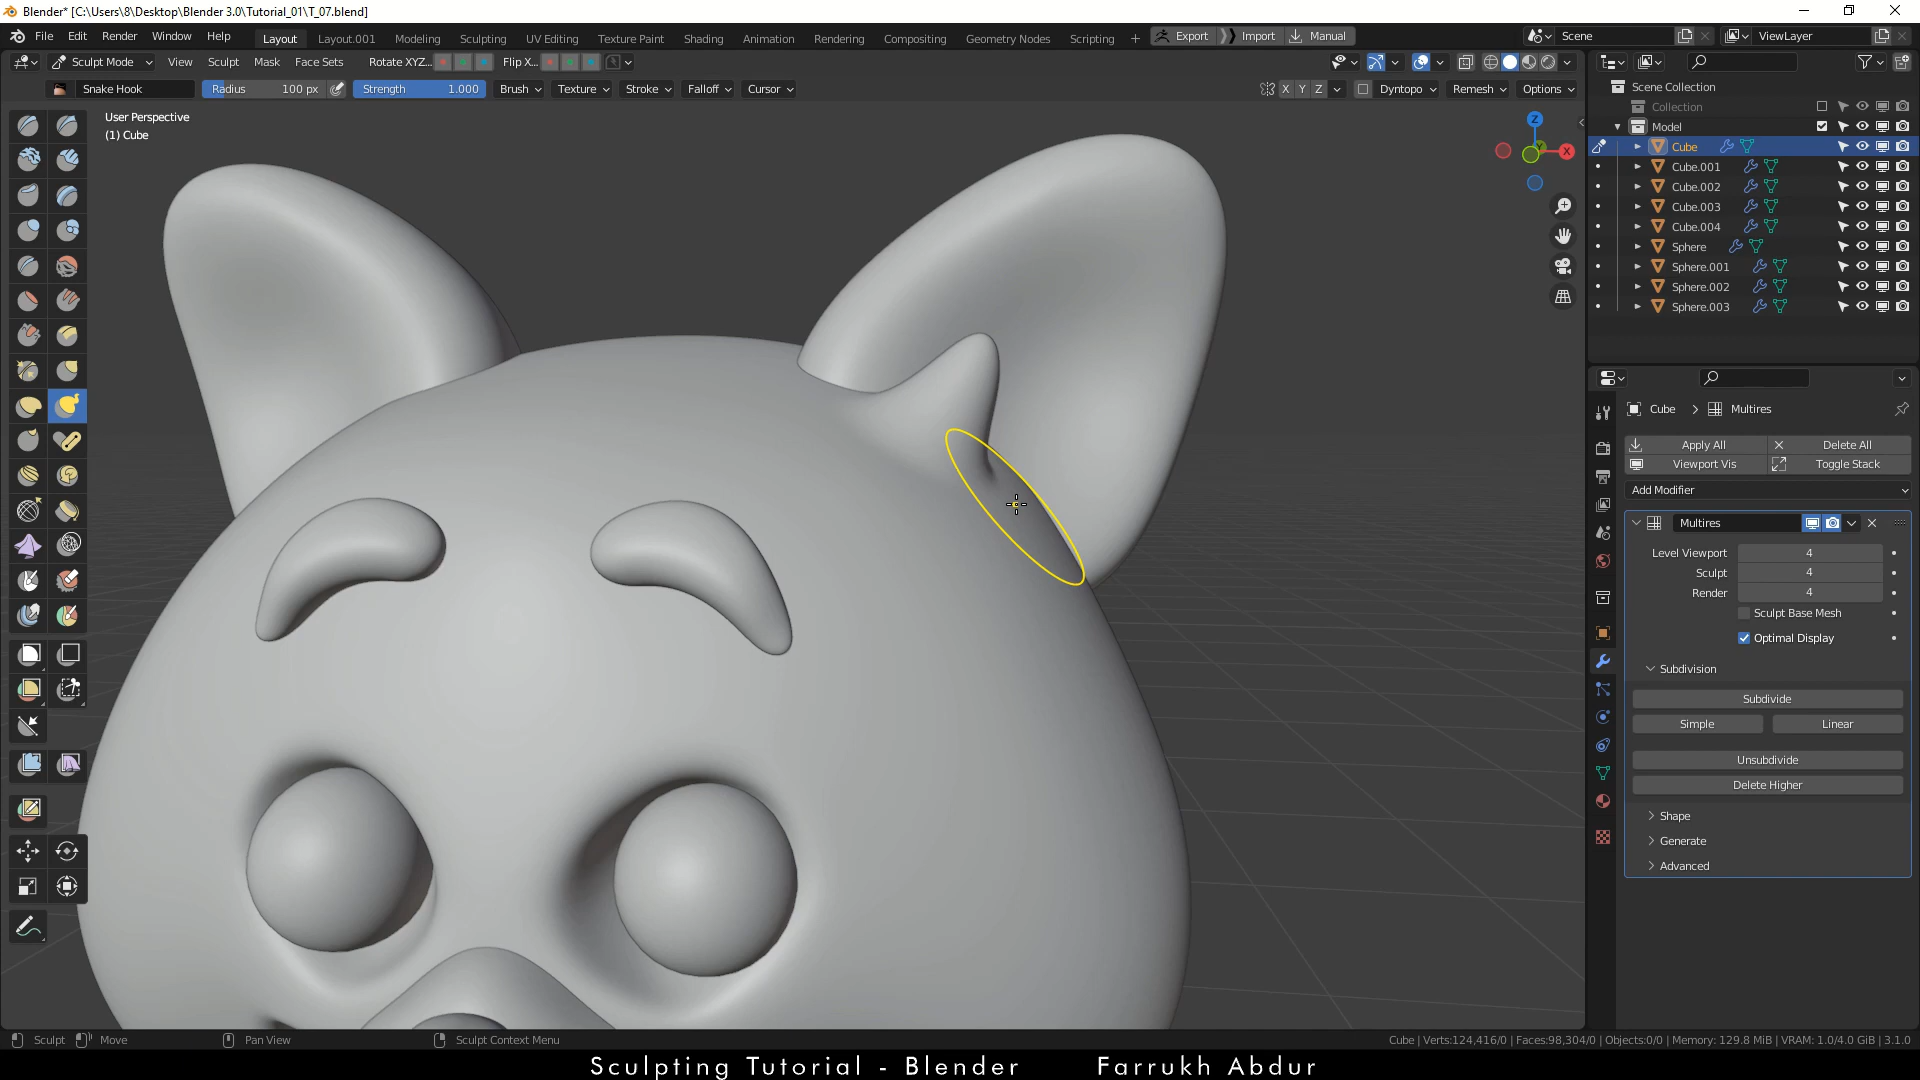 Blender* [C:\Users\8\Desktop\Blender 3.0\Tutorial_01\T_07.blend]
File Edit Render Window Help Layout Layout.001 Modeling Sculpting UV Editing Texture Paint Shading Animation Rendering Compositing Geometry Nodes Scripting + Export Import Manual Scene ViewLayer
Sculpt Mode View Sculpt Mask Face Sets Rotate XYZ... Flip X...
Snake Hook Radius 100 px Strength 1.000 Brush Texture Stroke Falloff Cursor X Y Z Dyntopo Remesh Options
User Perspective
(1) Cube
Z
X
Scene Collection
Collection
Model
Cube
Cube.001
Cube.002
Cube.003
Cube.004
Sphere
Sphere.001
Sphere.002
Sphere.003
Cube > Multires
Apply All Delete All
Viewport Vis Toggle Stack
Add Modifier
Multires
Level Viewport 4
Sculpt 4
Render 4
Sculpt Base Mesh
Optimal Display
Subdivision
Subdivide
Simple Linear
Unsubdivide
Delete Higher
Shape
Generate
Advanced
Sculpt Move Pan View Sculpt Context Menu Cube | Verts:124,416/0 | Faces:98,304/0 | Objects:0/0 | Memory: 129.8 MiB | VRAM: 1.0/4.0 GiB | 3.1.0
Sculpting Tutorial - Blender Farrukh Abdur